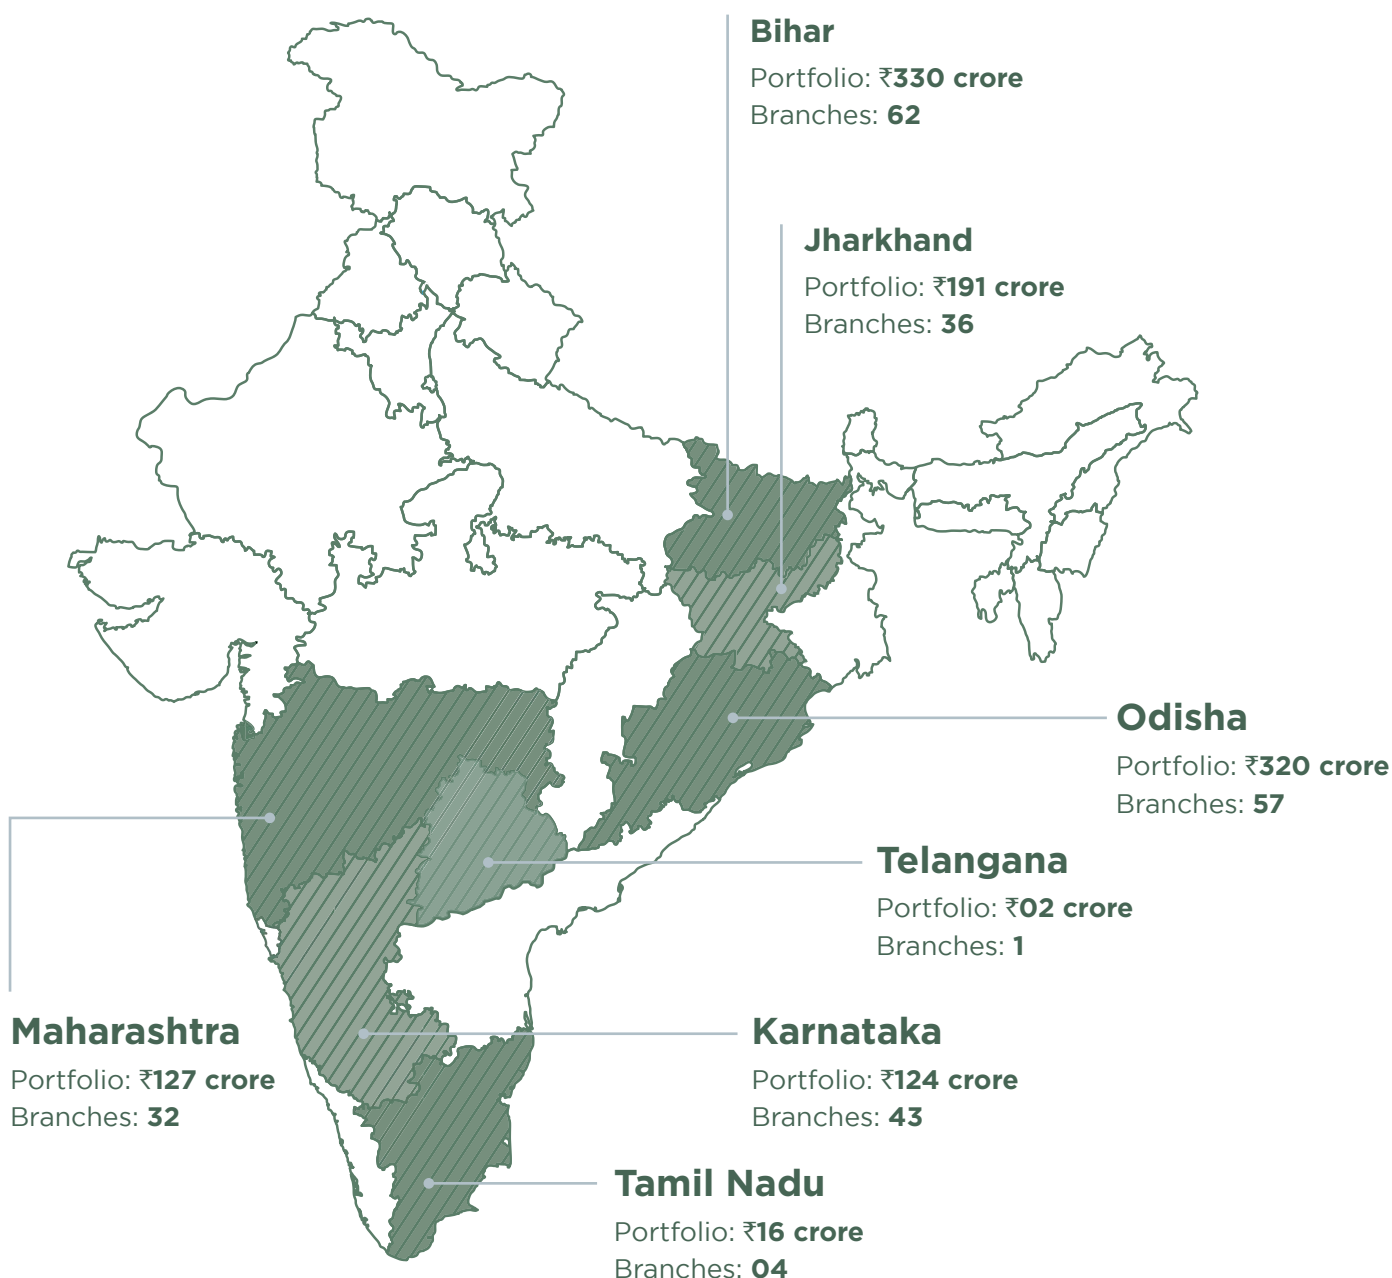 Bihar
Portfolio: ₹330 crore
Branches: 62
Jharkhand
Portfolio: ₹191 crore
Branches: 36
Odisha
Portfolio: ₹320 crore
Branches: 57
Telangana
Portfolio: ₹02 crore
Branches: 1
Maharashtra
Portfolio: ₹127 crore
Branches: 32
Karnataka
Portfolio: ₹124 crore
Branches: 43
Tamil Nadu
Portfolio: ₹16 crore
Branches: 04